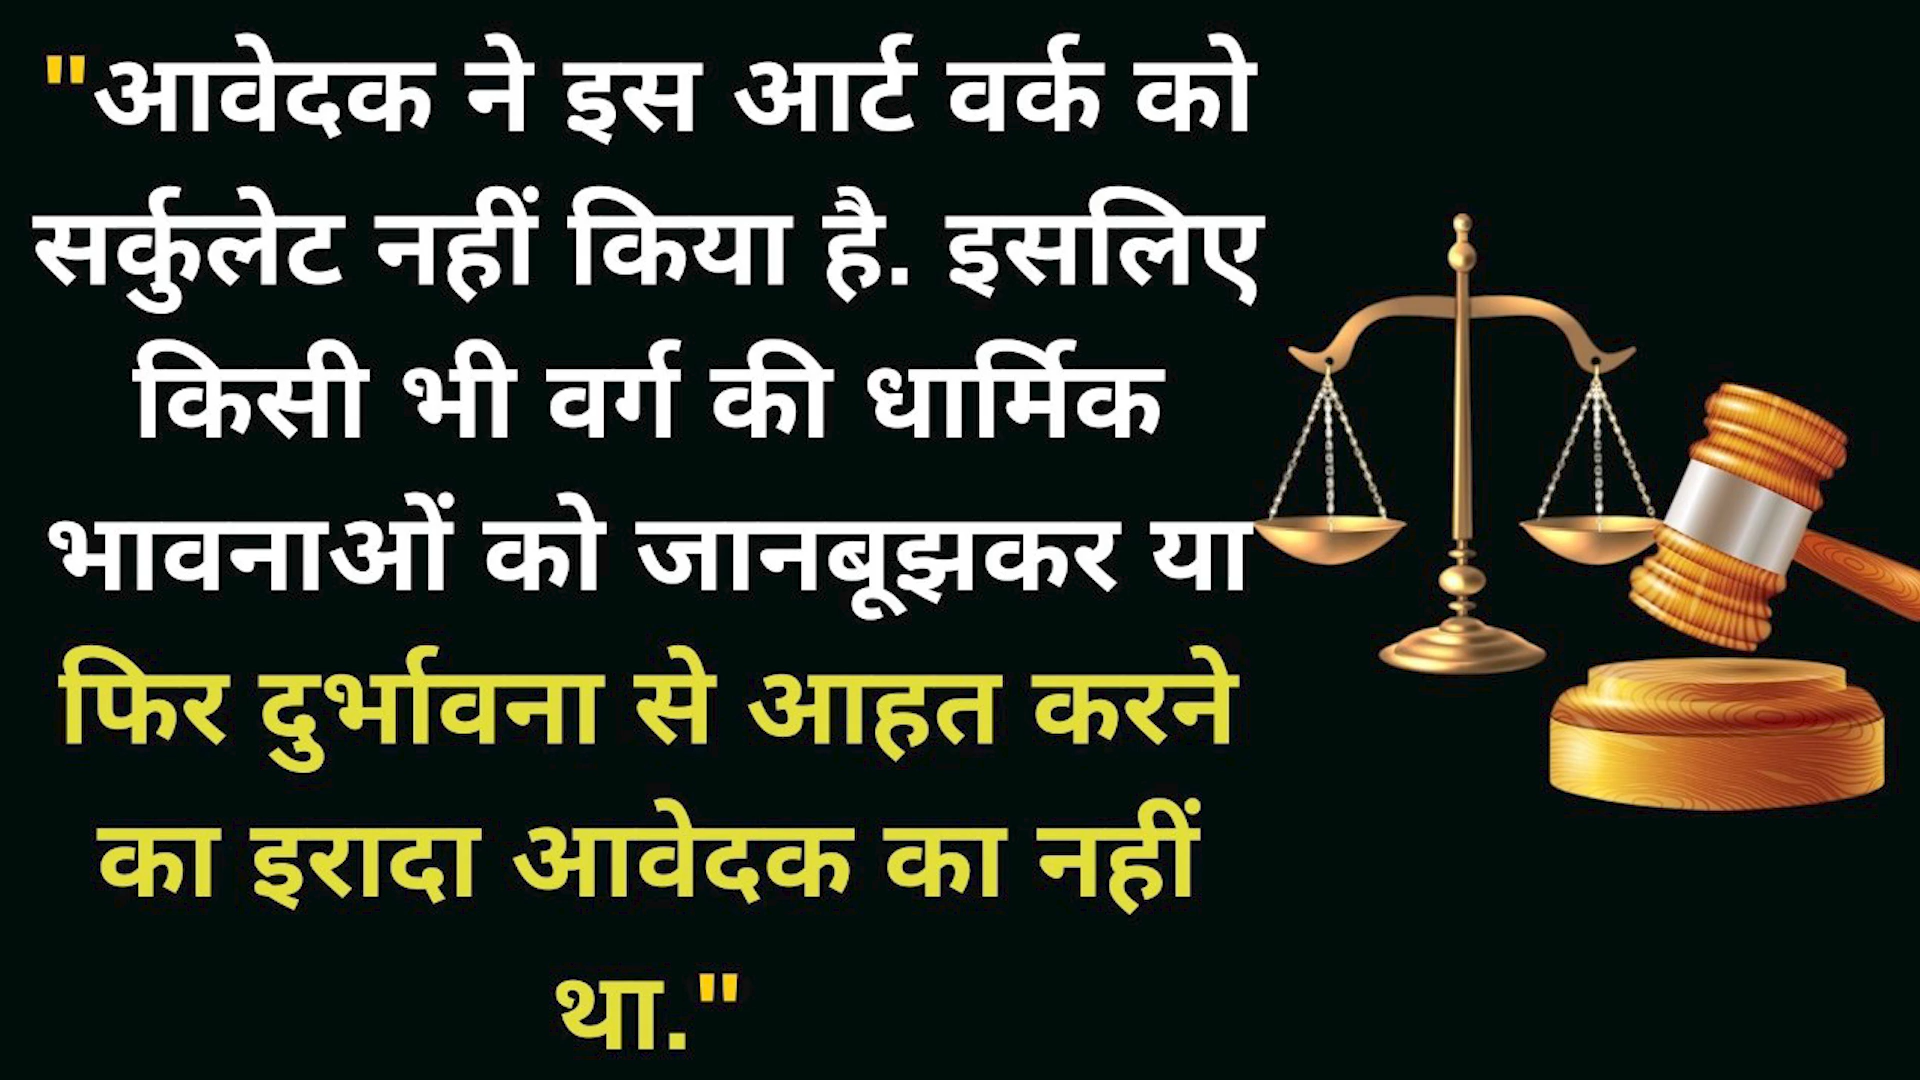 "आवेदक ने इस आर्ट वर्क को
सर्कुलेट नहीं किया है. इसलिए
किसी भी वर्ग की धार्मिक
भावनाओं को जानबूझकर या
फिर दुर्भावना से आहत करने
का इरादा आवेदक का नहीं
था."